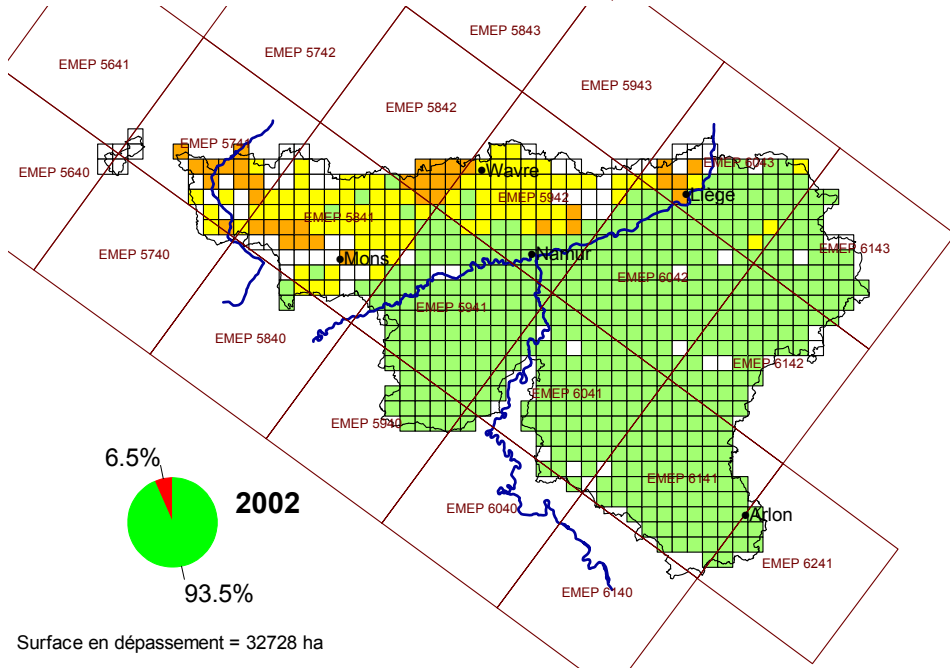 EMEP 5843
EMEP 5742
EMEP 5641
EMEP 5943
EMEP 5842
EMEP 6043
EMEP 5640
Wavre
EMEP 5942
Liège
EMEP 5841
EMEP 5740
EMEP 6143
Mons
Namur
EMEP 6042
EMEP 5941
EMEP 5840
EMEP 6142
EMEP 6041
EMEP 5940
6.5%
EMEP 6141
2002
EMEP 6040
Arlon
EMEP 6241
93.5%
EMEP 6140
Surface en dépassement = 32728 ha